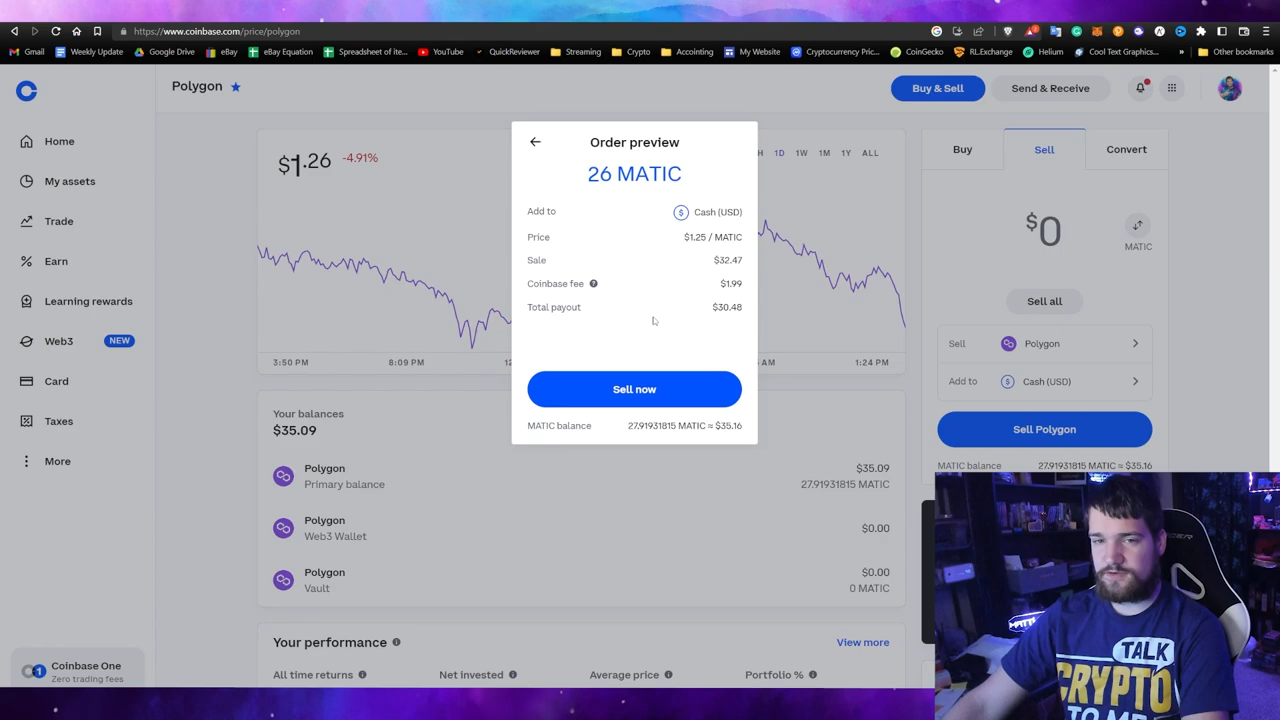 https://www.coinbase.com/price/polygon
Gmail Weekly Update Google Drive eBay eBay Equation Spreadsheet of ite... YouTube QuickReviewer Streaming Crypto Accointing My Website Cryptocurrency Pric... CoinGecko RL.Exchange Helium Cool Text Graphics... » Other bookmarks
Polygon
Buy & Sell
Send & Receive
Home
My assets
Trade
Earn
Learning rewards
Web3 NEW
Card
Taxes
More
Coinbase One
Zero trading fees
$1.26 -4.91%
H 1D 1W 1M 1Y ALL
3:50 PM 8:09 PM 12 AM 1:24 PM
Order preview
26 MATIC
Add to $ Cash (USD)
Price $1.25 / MATIC
Sale $32.47
Coinbase fee ? $1.99
Total payout $30.48
Sell now
MATIC balance 27.91931815 MATIC ≈ $35.16
Your balances
$35.09
Polygon $35.09
Primary balance 27.91931815 MATIC
Polygon
Web3 Wallet $0.00
Polygon $0.00
Vault 0 MATIC
Your performance View more
All time returns Net invested Average price Portfolio %
Buy Sell Convert
$0
MATIC
Sell all
Sell Polygon
Add to $ Cash (USD)
Sell Polygon
MATIC balance 27.91931815 MATIC ≈ $35.16
TALK
CRYPTO
TO ME